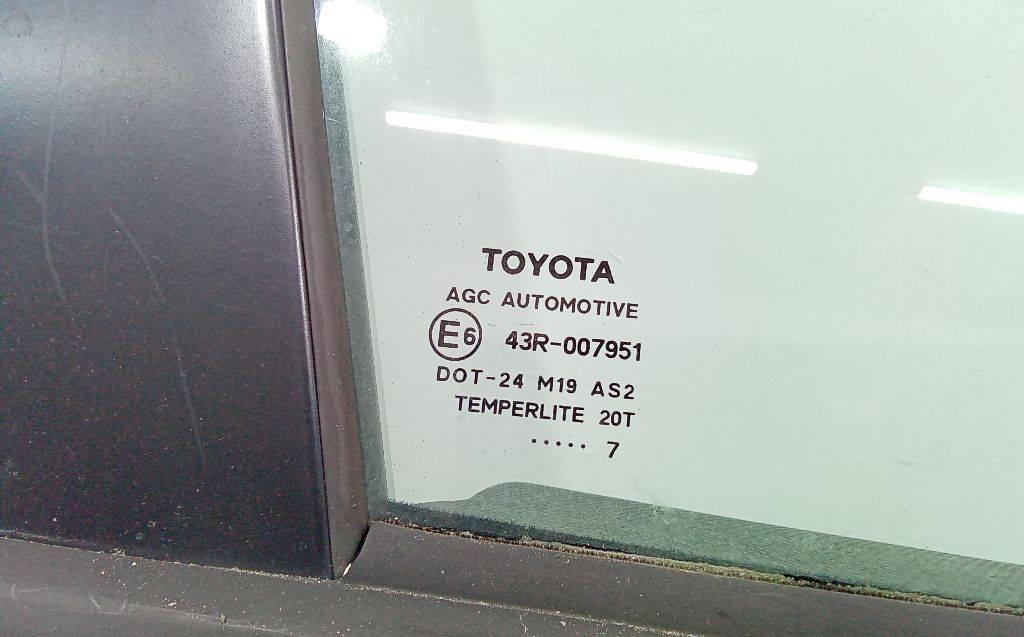 TOYOTA
AGC AUTOMOTIVE
E6 43R-007951
DOT-24 M19 AS2
TEMPERLITE 20T
..... 7